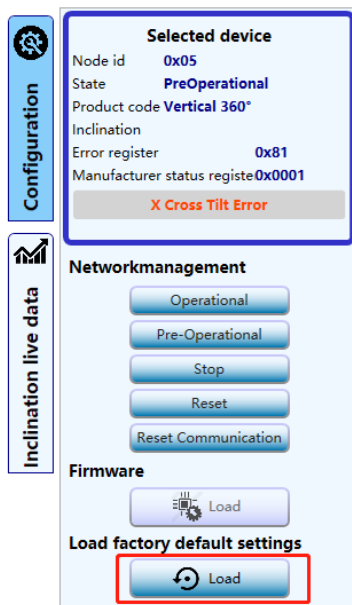 Configuration
Inclination live data
Selected device
Node id 0x05
State PreOperational
Product code Vertical 360°
Inclination
Error register 0x81
Manufacturer status registe0x0001
X Cross Tilt Error
Networkmanagement
Operational
Pre-Operational
Stop
Reset
Reset Communication
Firmware
Load
Load factory default settings
Load